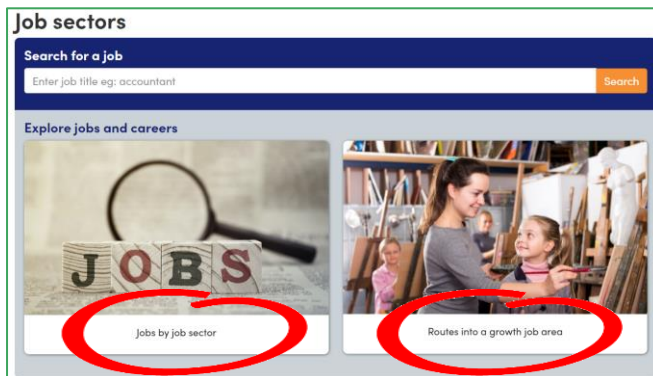 Job sectors
Search for a job
Enter job title eg: accountant
Search
Explore jobs and careers
JOBS
Jobs by job sector
Routes into a growth job area